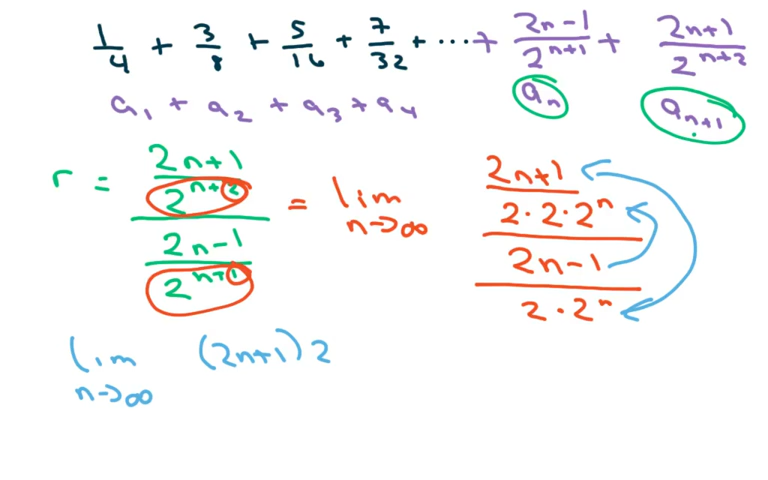 1/4 + 3/8 + 5/16 + 7/32 + ... + (2n-1)/(2^(n+1)) + (2n+1)/(2^(n+2))
a₁ + a₂ + a₃ + a₄ aₙ aₙ₊₁
r = ((2n+1)/(2^(n+2)))/((2n-1)/(2^(n+1))) = lim n→∞ ((2n+1)/(2·2·2^n))/((2n-1)/(2·2^n))
lim n→∞ (2n+1)2